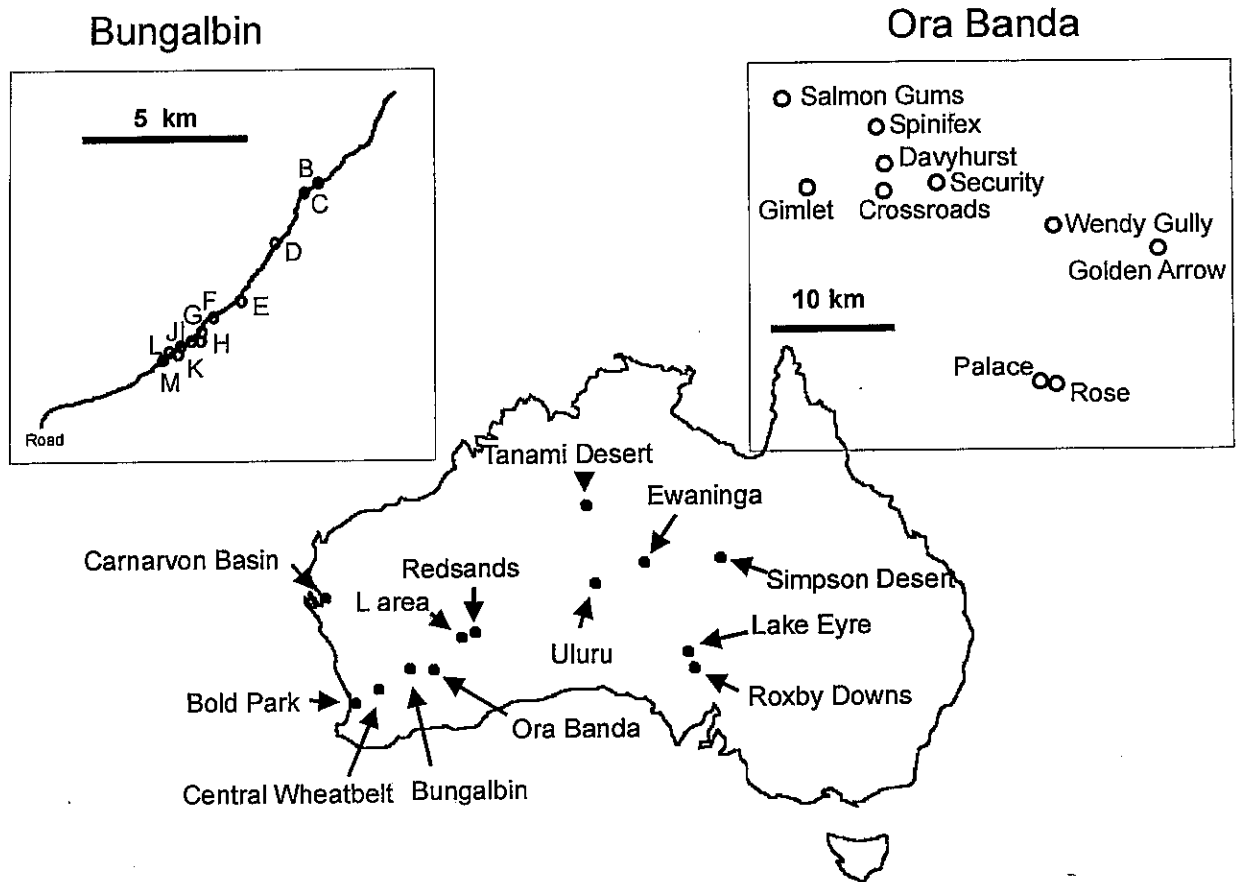 Bungalbin
5 km
B
C
D
E
F
G
H
JI
K
L
M
Road
Ora Banda
Salmon Gums
Spinifex
Davyhurst
Security
Gimlet
Crossroads
Wendy Gully
Golden Arrow
10 km
Palace
Rose
Tanami Desert
Ewaninga
Carnarvon Basin
Redsands
L area
Simpson Desert
Uluru
Lake Eyre
Roxby Downs
Bold Park
Ora Banda
Central Wheatbelt
Bungalbin